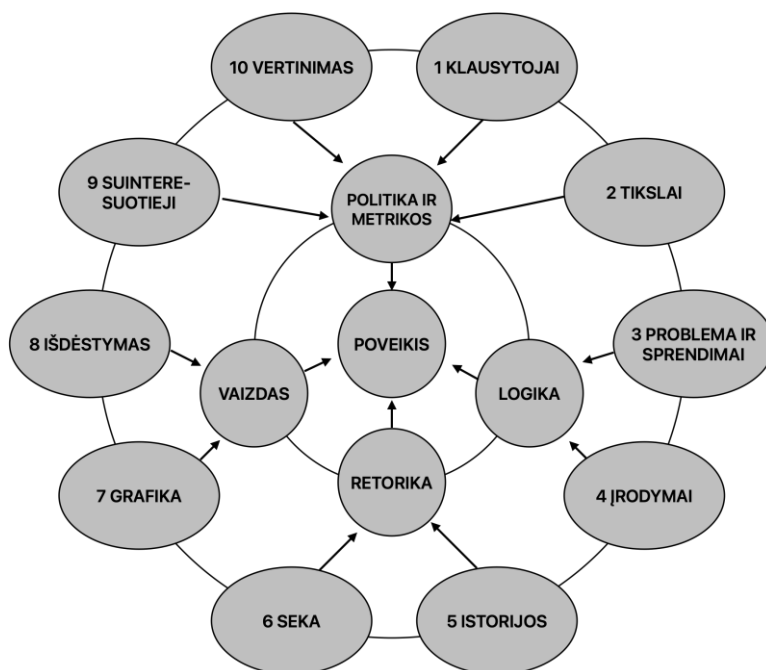 10 VERTINIMAS
1 KLAUSYTOJAI
9 SUINTERE-
SUOTIEJI
POLITIKA IR
METRIKOS
2 TIKSLAI
8 IŠDĖSTYMAS
POVEIKIS
3 PROBLEMA IR
SPRENDIMAI
VAIZDAS
LOGIKA
RETORIKA
7 GRAFIKA
4 ĮRODYMAI
6 SEKA
5 ISTORIJOS